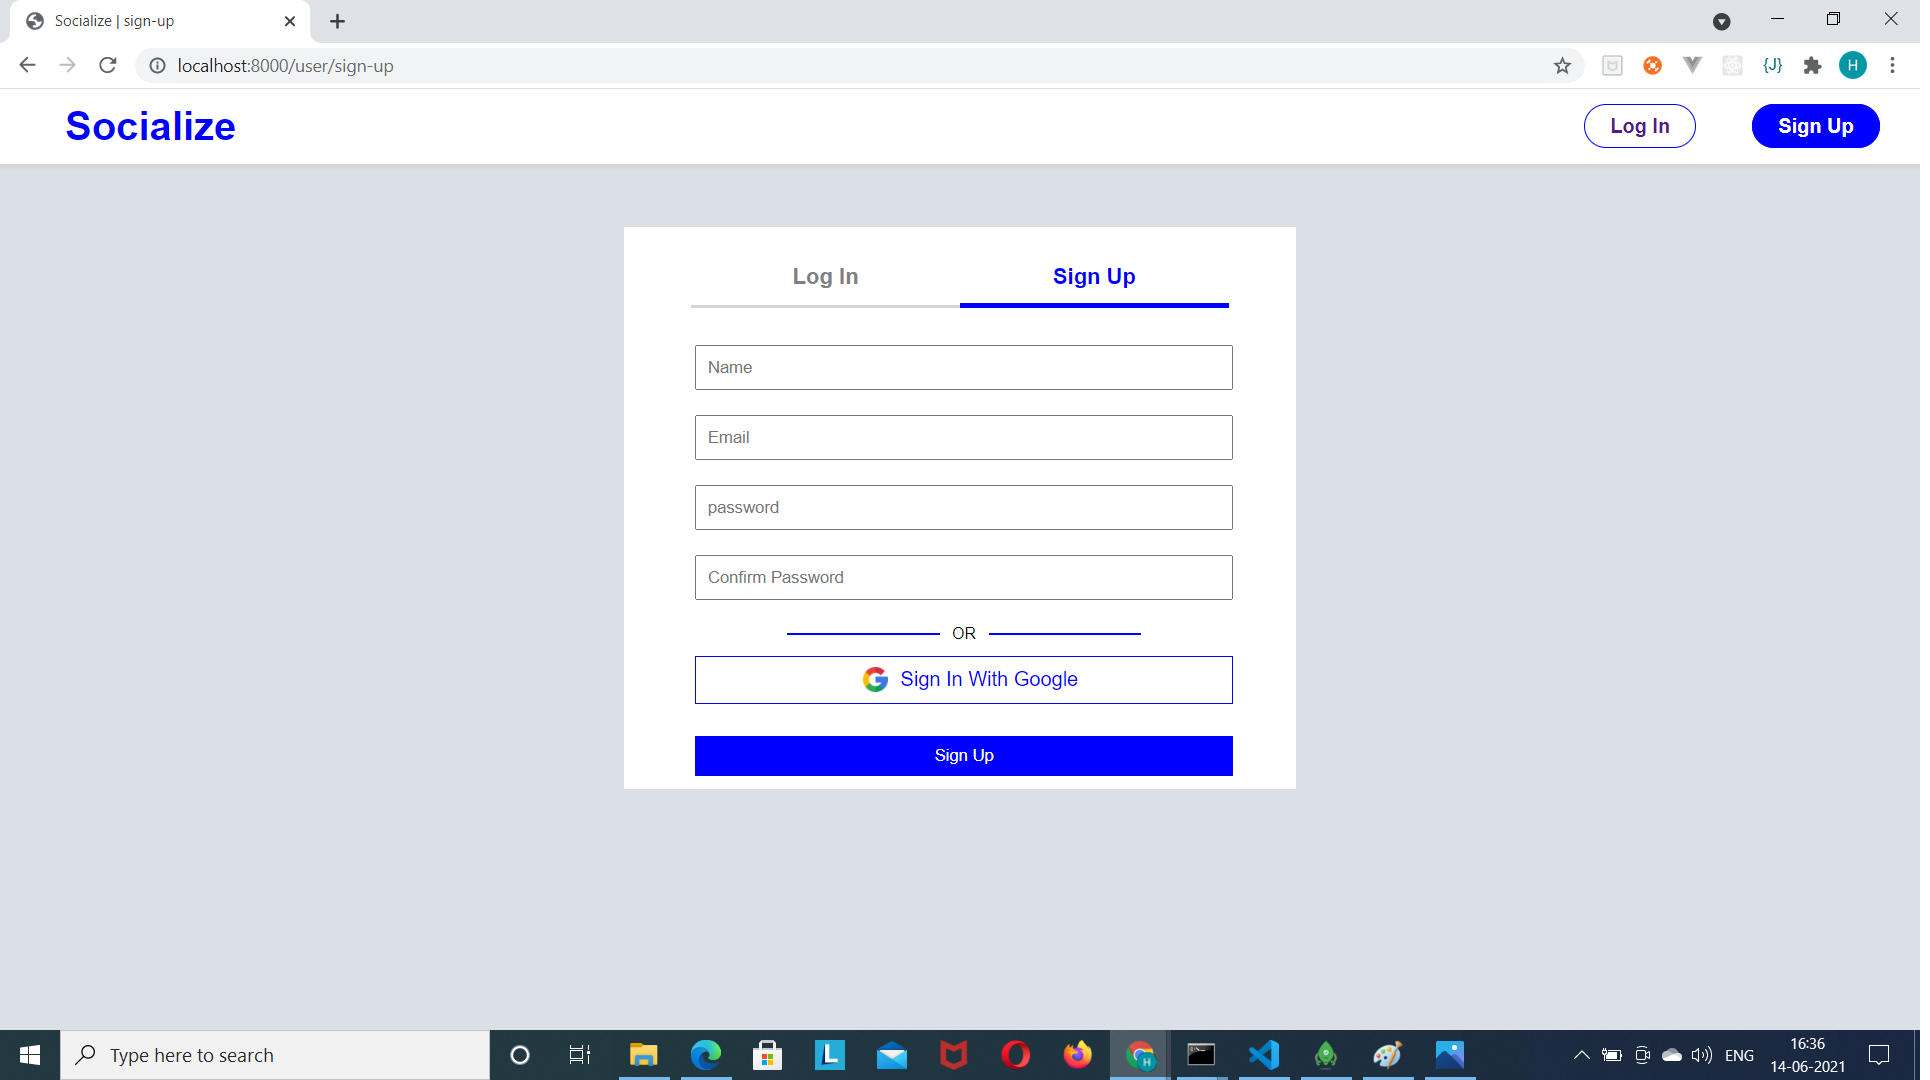 Socialize | sign-up
localhost:8000/user/sign-up
{J}
H
Socialize
Log In
Sign Up
Log In
Sign Up
Name
Email
password
Confirm Password
OR
Sign In With Google
Sign Up
Type here to search
L
H
ENG
16:36
14-06-2021